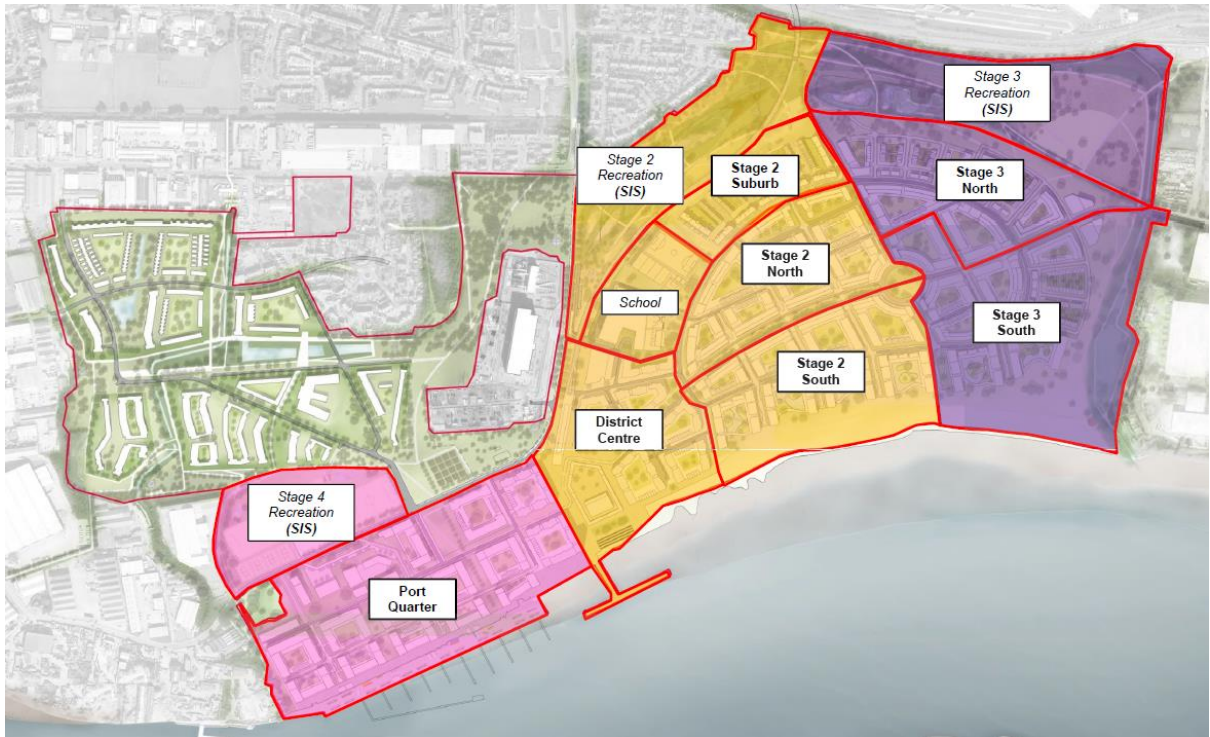 Stage 3
Recreation
(SIS)
Stage 2
Recreation
(SIS)
Stage 2
Suburb
Stage 3
North
Stage 2
North
School
Stage 3
South
Stage 2
South
District
Centre
Stage 4
Recreation
(SIS)
Port
Quarter